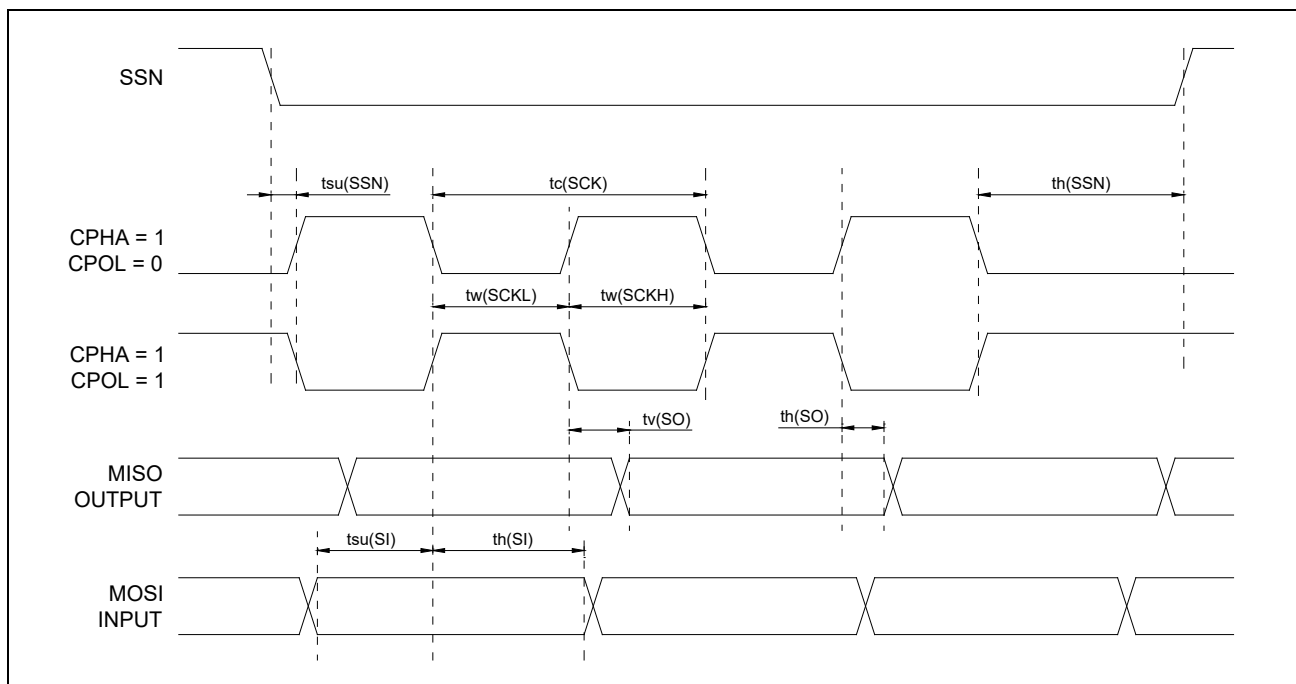 SSN
tsu(SSN)
tc(SCK)
th(SSN)
CPHA = 1
CPOL = 0
tw(SCKL)
tw(SCKH)
CPHA = 1
CPOL = 1
tv(SO)
th(SO)
MISO
OUTPUT
tsu(SI)
th(SI)
MOSI
INPUT